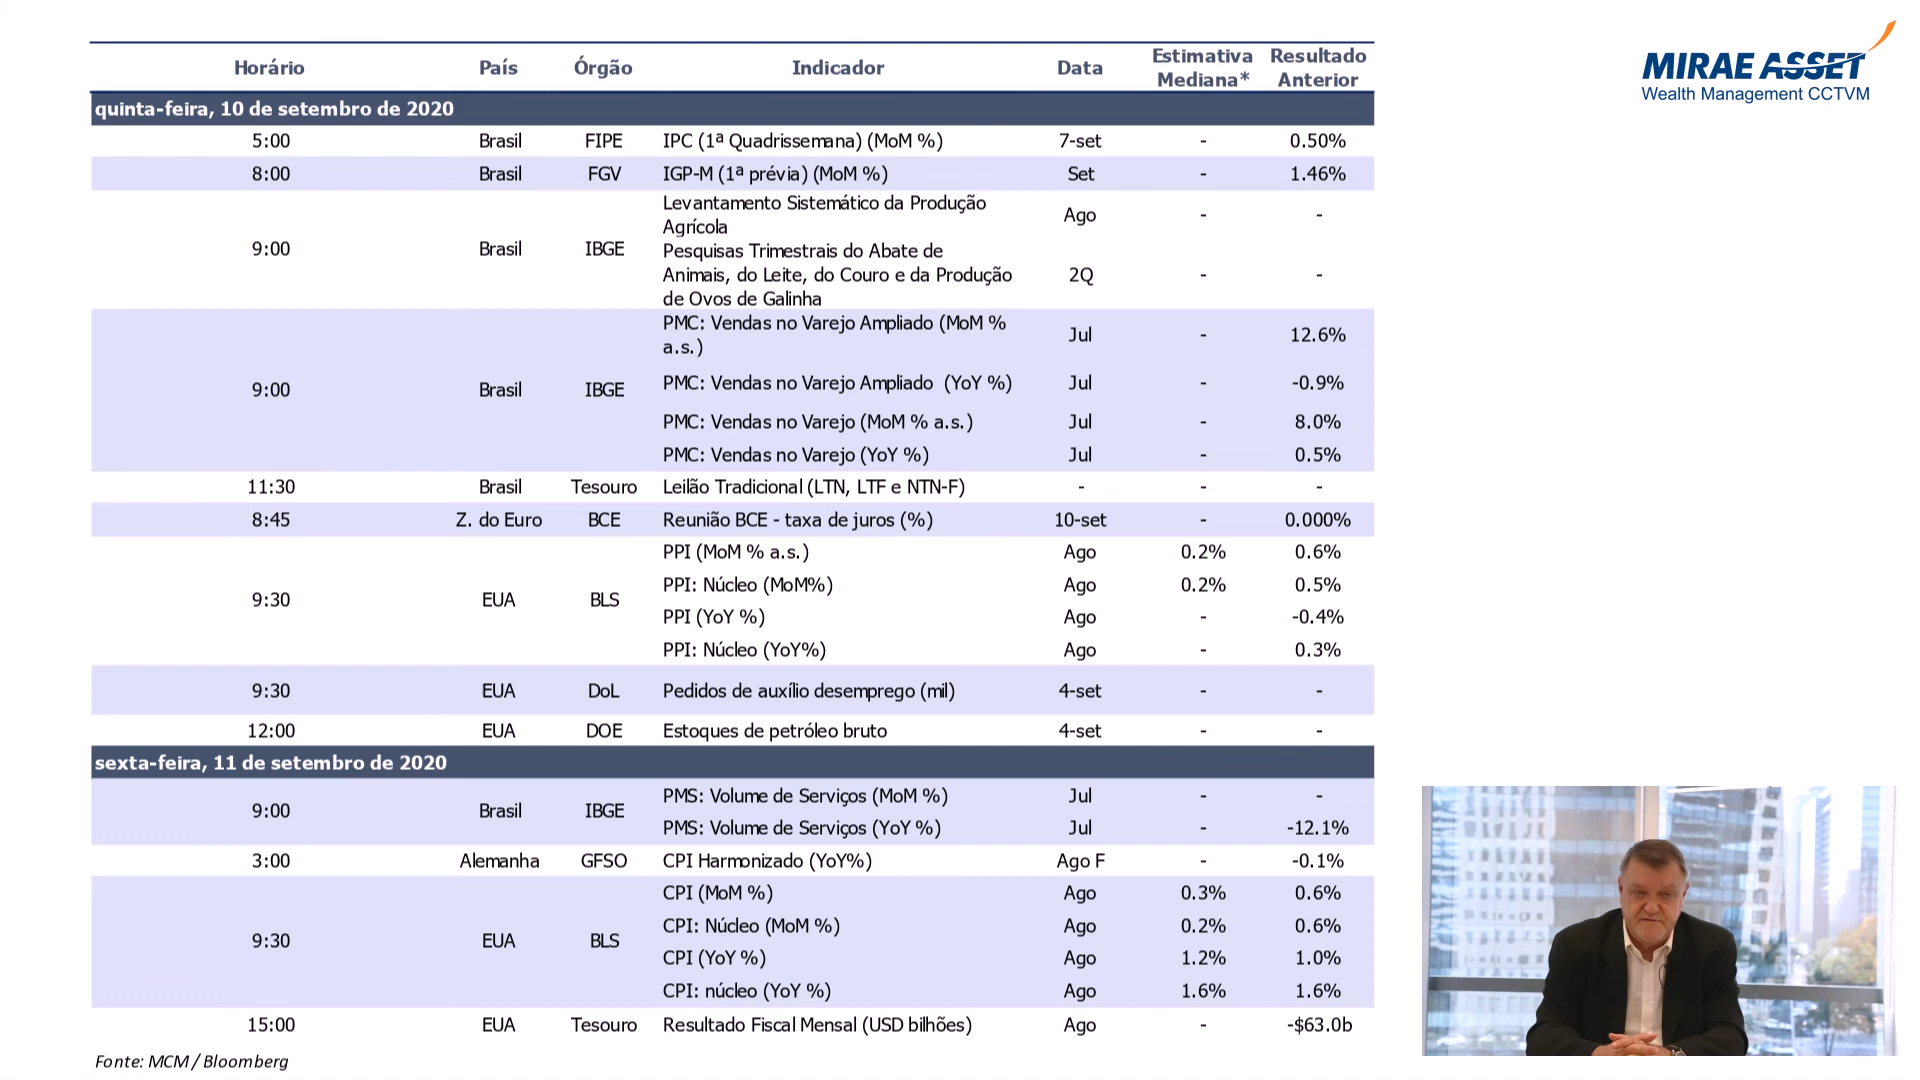 MIRAE ASSET
Wealth Management CCTVM
Horário País Órgão Indicador Data Estimativa Mediana* Resultado Anterior
quinta-feira, 10 de setembro de 2020
5:00 Brasil FIPE IPC (1ª Quadrissemana) (MoM %) 7-set - 0.50%
8:00 Brasil FGV IGP-M (1ª prévia) (MoM %) Set - 1.46%
9:00 Brasil IBGE
Levantamento Sistemático da Produção
Agrícola
Ago - -
Pesquisas Trimestrais do Abate de
Animais, do Leite, do Couro e da Produção
de Ovos de Galinha
2Q - -
9:00 Brasil IBGE
PMC: Vendas no Varejo Ampliado (MoM %
a.s.)
Jul - 12.6%
PMC: Vendas no Varejo Ampliado (YoY %) Jul - -0.9%
PMC: Vendas no Varejo (MoM % a.s.) Jul - 8.0%
PMC: Vendas no Varejo (YoY %) Jul - 0.5%
11:30 Brasil Tesouro Leilão Tradicional (LTN, LTF e NTN-F) - - -
8:45 Z. do Euro BCE Reunião BCE - taxa de juros (%) 10-set - 0.000%
9:30 EUA BLS
PPI (MoM % a.s.) Ago 0.2% 0.6%
PPI: Núcleo (MoM%) Ago 0.2% 0.5%
PPI (YoY %) Ago - -0.4%
PPI: Núcleo (YoY%) Ago - 0.3%
9:30 EUA DoL Pedidos de auxílio desemprego (mil) 4-set - -
12:00 EUA DOE Estoques de petróleo bruto 4-set - -
sexta-feira, 11 de setembro de 2020
9:00 Brasil IBGE
PMS: Volume de Serviços (MoM %) Jul - -
PMS: Volume de Serviços (YoY %) Jul - -12.1%
3:00 Alemanha GFSO CPI Harmonizado (YoY%) Ago F - -0.1%
9:30 EUA BLS
CPI (MoM %) Ago 0.3% 0.6%
CPI: Núcleo (MoM %) Ago 0.2% 0.6%
CPI (YoY %) Ago 1.2% 1.0%
CPI: núcleo (YoY %) Ago 1.6% 1.6%
15:00 EUA Tesouro Resultado Fiscal Mensal (USD bilhões) Ago - -$63.0b
Fonte: MCM / Bloomberg